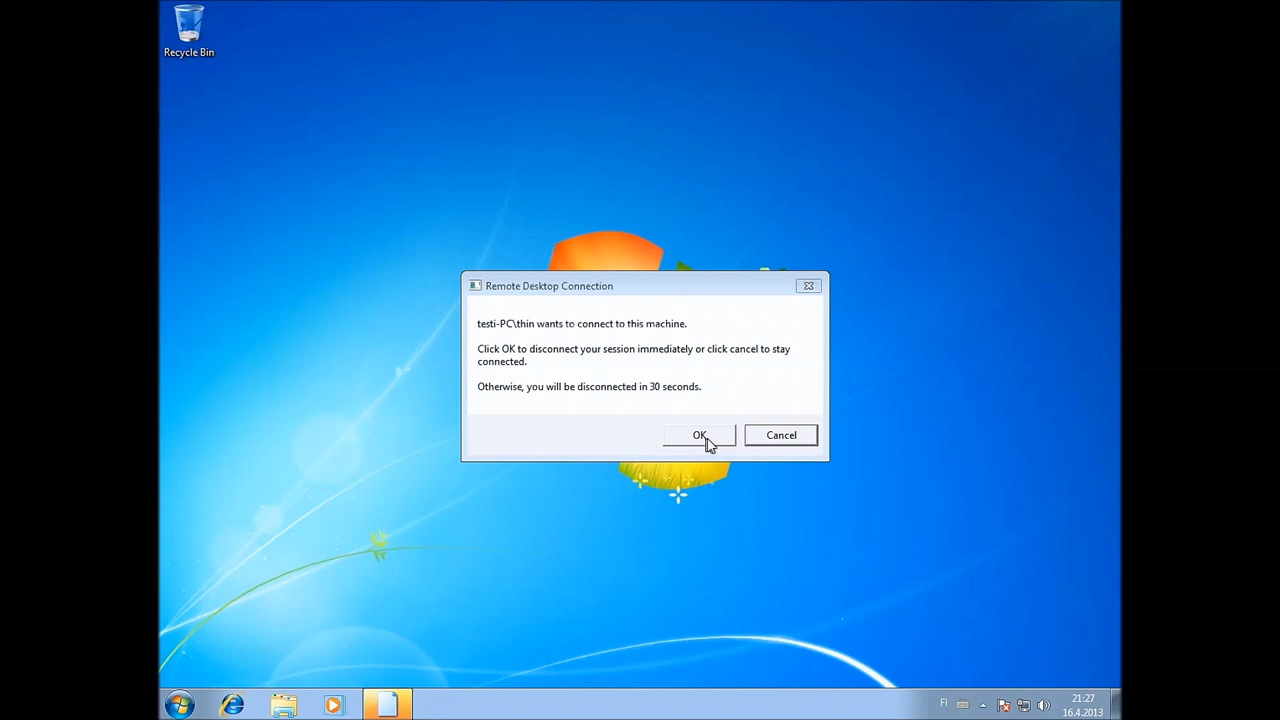 Recycle Bin
Remote Desktop Connection
testi-PC\thin wants to connect to this machine.
Click OK to disconnect your session immediately or click cancel to stay
connected.
Otherwise, you will be disconnected in 30 seconds.
OK
Cancel
FI
21:27
16.4.2013